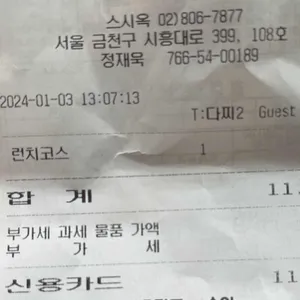 스시옥 02)806-7877
서울 금천구 시흥대로 399, 108호
정재욱 766-54-00189
2024-01-03 13:07:13
T:다찌2 Guest
런치코스 1
합 계 11
부가세 과세 물품 가액
부 가 세
신용카드 11